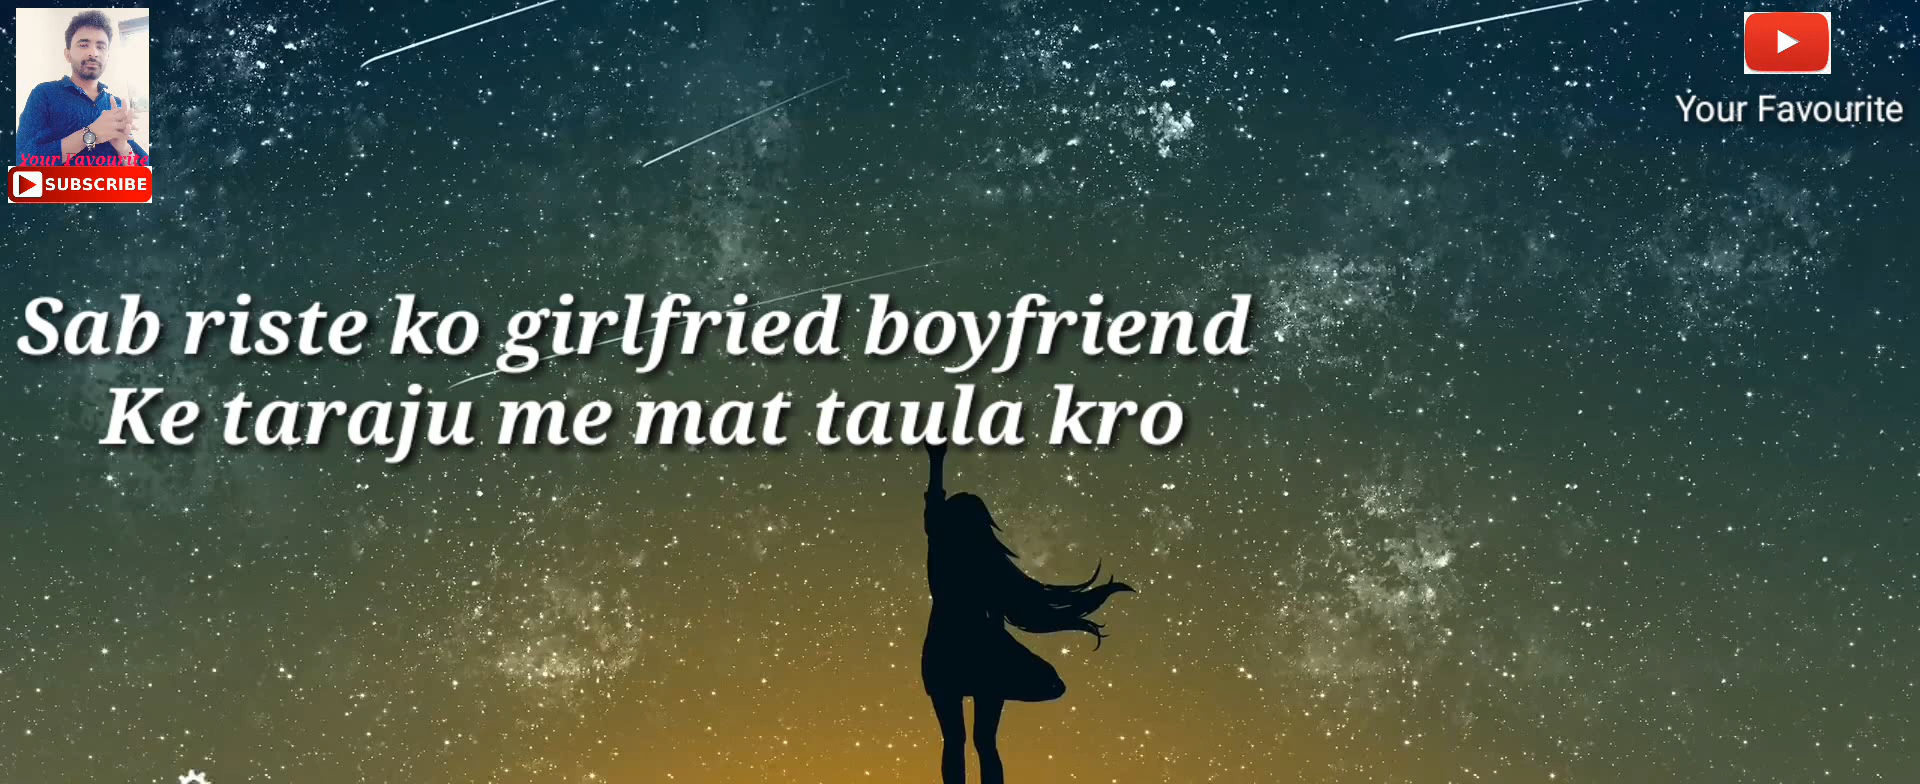 Your Favourite
SUBSCRIBE
Your Favourite
Sab riste ko girlfried boyfriend
Ke taraju me mat taula kro